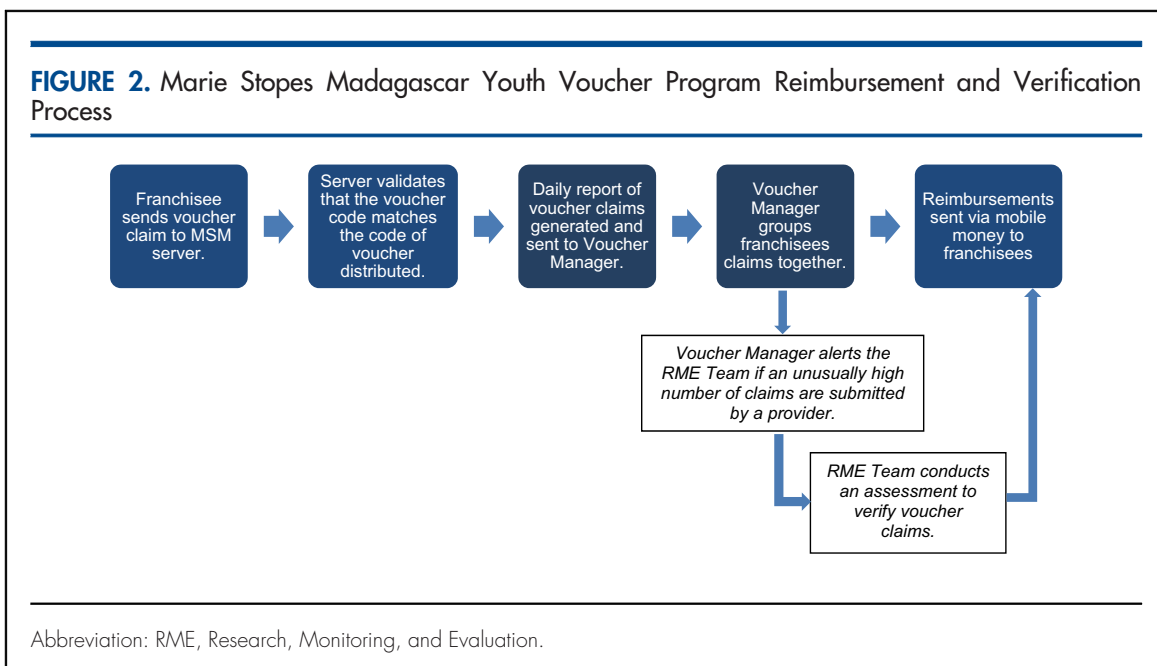 FIGURE 2. Marie Stopes Madagascar Youth Voucher Program Reimbursement and Verification
Process
Franchisee
sends voucher
claim to MSM
server.
Server validates
that the voucher
code matches
the code of
voucher
distributed.
Daily report of
voucher claims
generated and
sent to Voucher
Manager.
Voucher
Manager
groups
franchisees
claims together.
Reimbursements
sent via mobile
money to
franchisees
Voucher Manager alerts the
RME Team if an unusually high
number of claims are submitted
by a provider.
RME Team conducts
an assessment to
verify voucher
claims.
Abbreviation: RME, Research, Monitoring, and Evaluation.